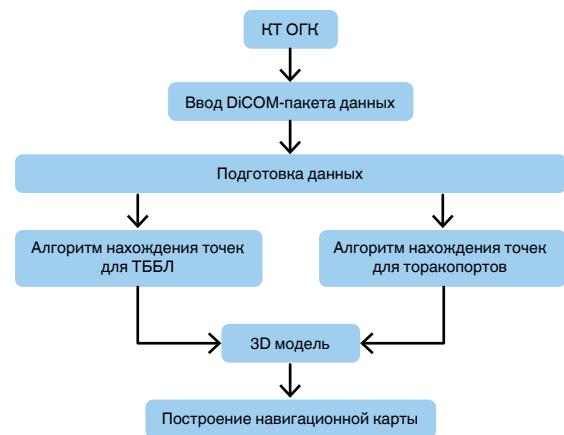 КТ ОГК
Ввод DiCOM-пакета данных
Подготовка данных
Алгоритм нахождения точек
для ТББЛ
Алгоритм нахождения точек
для торакопортов
3D модель
Построение навигационной карты